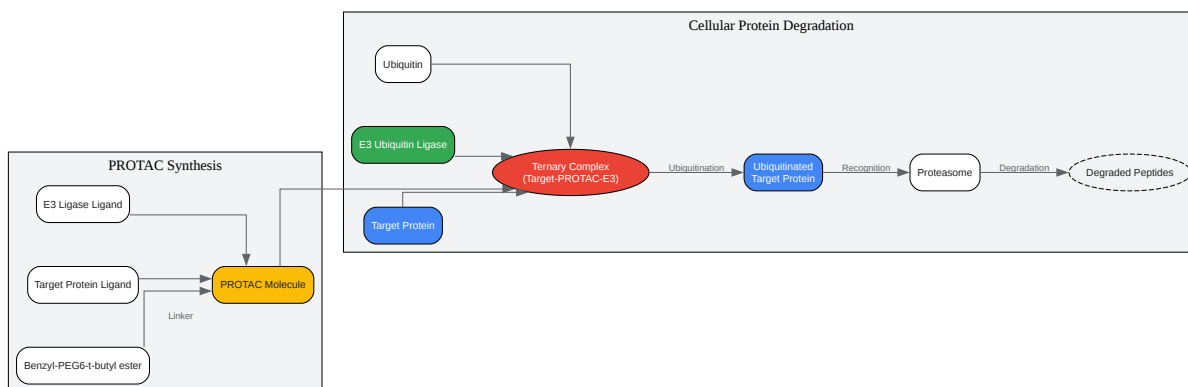 Cellular Protein Degradation
Ubiquitin
E3 Ubiquitin Ligase
Ternary Complex
(Target-PROTAC-E3)
Ubiquitination
Ubiquitinated
Target Protein
Recognition
Proteasome
Degradation
Degraded Peptides
Target Protein
PROTAC Synthesis
E3 Ligase Ligand
Target Protein Ligand
PROTAC Molecule
Linker
Benzyl-PEG6-t-butyl ester